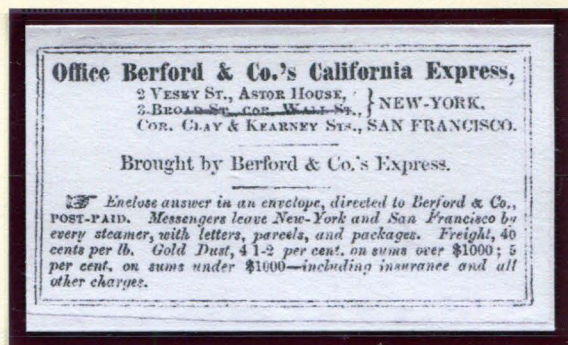 Office Berford & Co.'s California Express,
2 VESEY ST., ASTOR HOUSE,
3 BROAD ST. COR. WALL ST., } NEW-YORK.
COR. CLAY & KEARNEY STS., SAN FRANCISCO.
Brought by Berford & Co.'s Express.
☞ Enclose answer in an envelope, directed to Berford & Co.,
POST-PAID. Messengers leave New-York and San Francisco by
every steamer, with letters, parcels, and packages. Freight, 40
cents per lb. Gold Dust, 4 1-2 per cent. on sums over $1000; 5
per cent. on sums under $1000—including insurance and all
other charges.